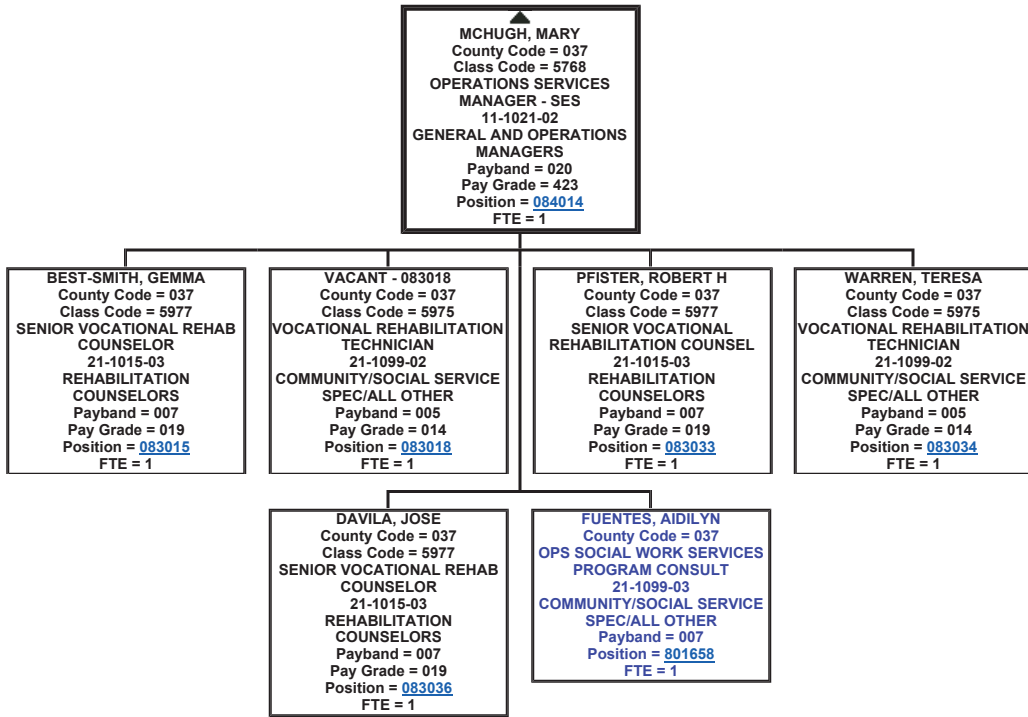 MCHUGH, MARY
County Code = 037
Class Code = 5768
OPERATIONS SERVICES
MANAGER - SES
11-1021-02
GENERAL AND OPERATIONS
MANAGERS
Payband = 020
Pay Grade = 423
Position = 084014
FTE = 1
BEST-SMITH, GEMMA
County Code = 037
Class Code = 5977
SENIOR VOCATIONAL REHAB
COUNSELOR
21-1015-03
REHABILITATION
COUNSELORS
Payband = 007
Pay Grade = 019
Position = 083015
FTE = 1
VACANT - 083018
County Code = 037
Class Code = 5975
VOCATIONAL REHABILITATION
TECHNICIAN
21-1099-02
COMMUNITY/SOCIAL SERVICE
SPEC/ALL OTHER
Payband = 005
Pay Grade = 014
Position = 083018
FTE = 1
PFISTER, ROBERT H
County Code = 037
Class Code = 5977
SENIOR VOCATIONAL
REHABILITATION COUNSEL
21-1015-03
REHABILITATION
COUNSELORS
Payband = 007
Pay Grade = 019
Position = 083033
FTE = 1
WARREN, TERESA
County Code = 037
Class Code = 5975
VOCATIONAL REHABILITATION
TECHNICIAN
21-1099-02
COMMUNITY/SOCIAL SERVICE
SPEC/ALL OTHER
Payband = 005
Pay Grade = 014
Position = 083034
FTE = 1
DAVILA, JOSE
County Code = 037
Class Code = 5977
SENIOR VOCATIONAL REHAB
COUNSELOR
21-1015-03
REHABILITATION
COUNSELORS
Payband = 007
Pay Grade = 019
Position = 083036
FTE = 1
FUENTES, AIDILYN
County Code = 037
OPS SOCIAL WORK SERVICES
PROGRAM CONSULT
21-1099-03
COMMUNITY/SOCIAL SERVICE
SPEC/ALL OTHER
Payband = 007
Position = 801658
FTE = 1